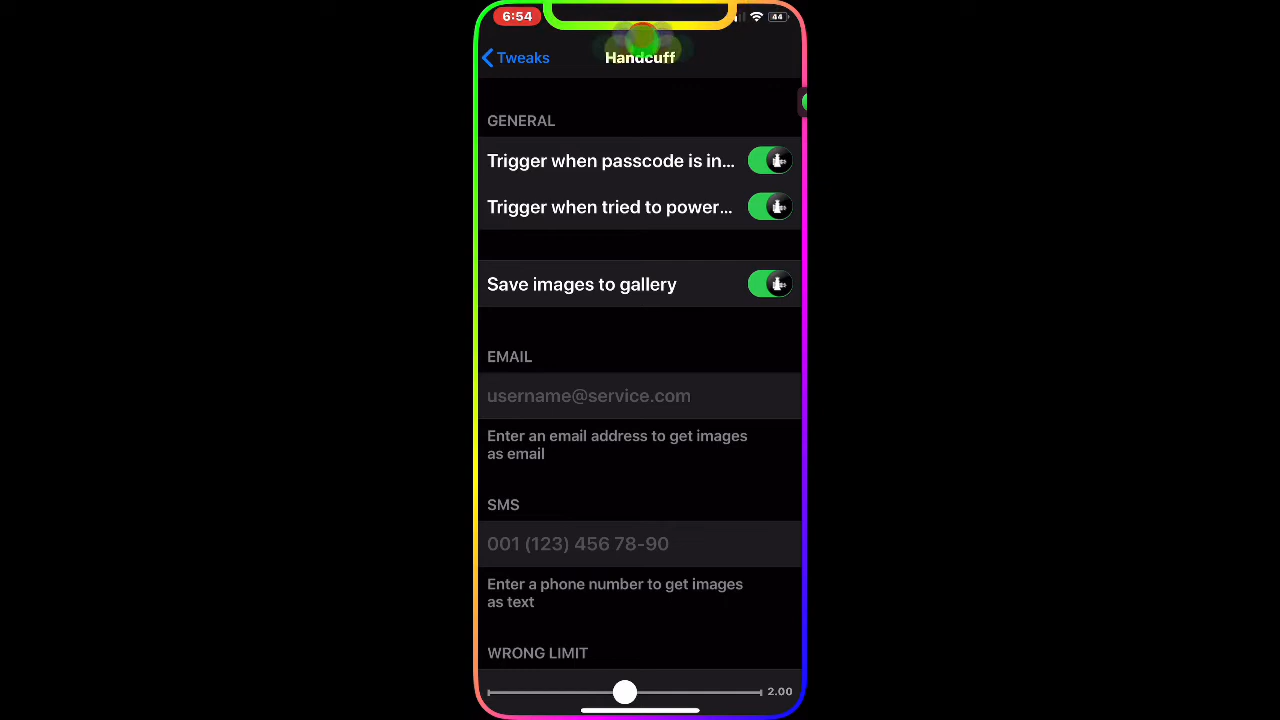 6:54
44
Tweaks
Handcuff
GENERAL
Trigger when passcode is in...
Trigger when tried to power...
Save images to gallery
EMAIL
username@service.com
Enter an email address to get images
as email
SMS
001 (123) 456 78-90
Enter a phone number to get images
as text
WRONG LIMIT
2.00